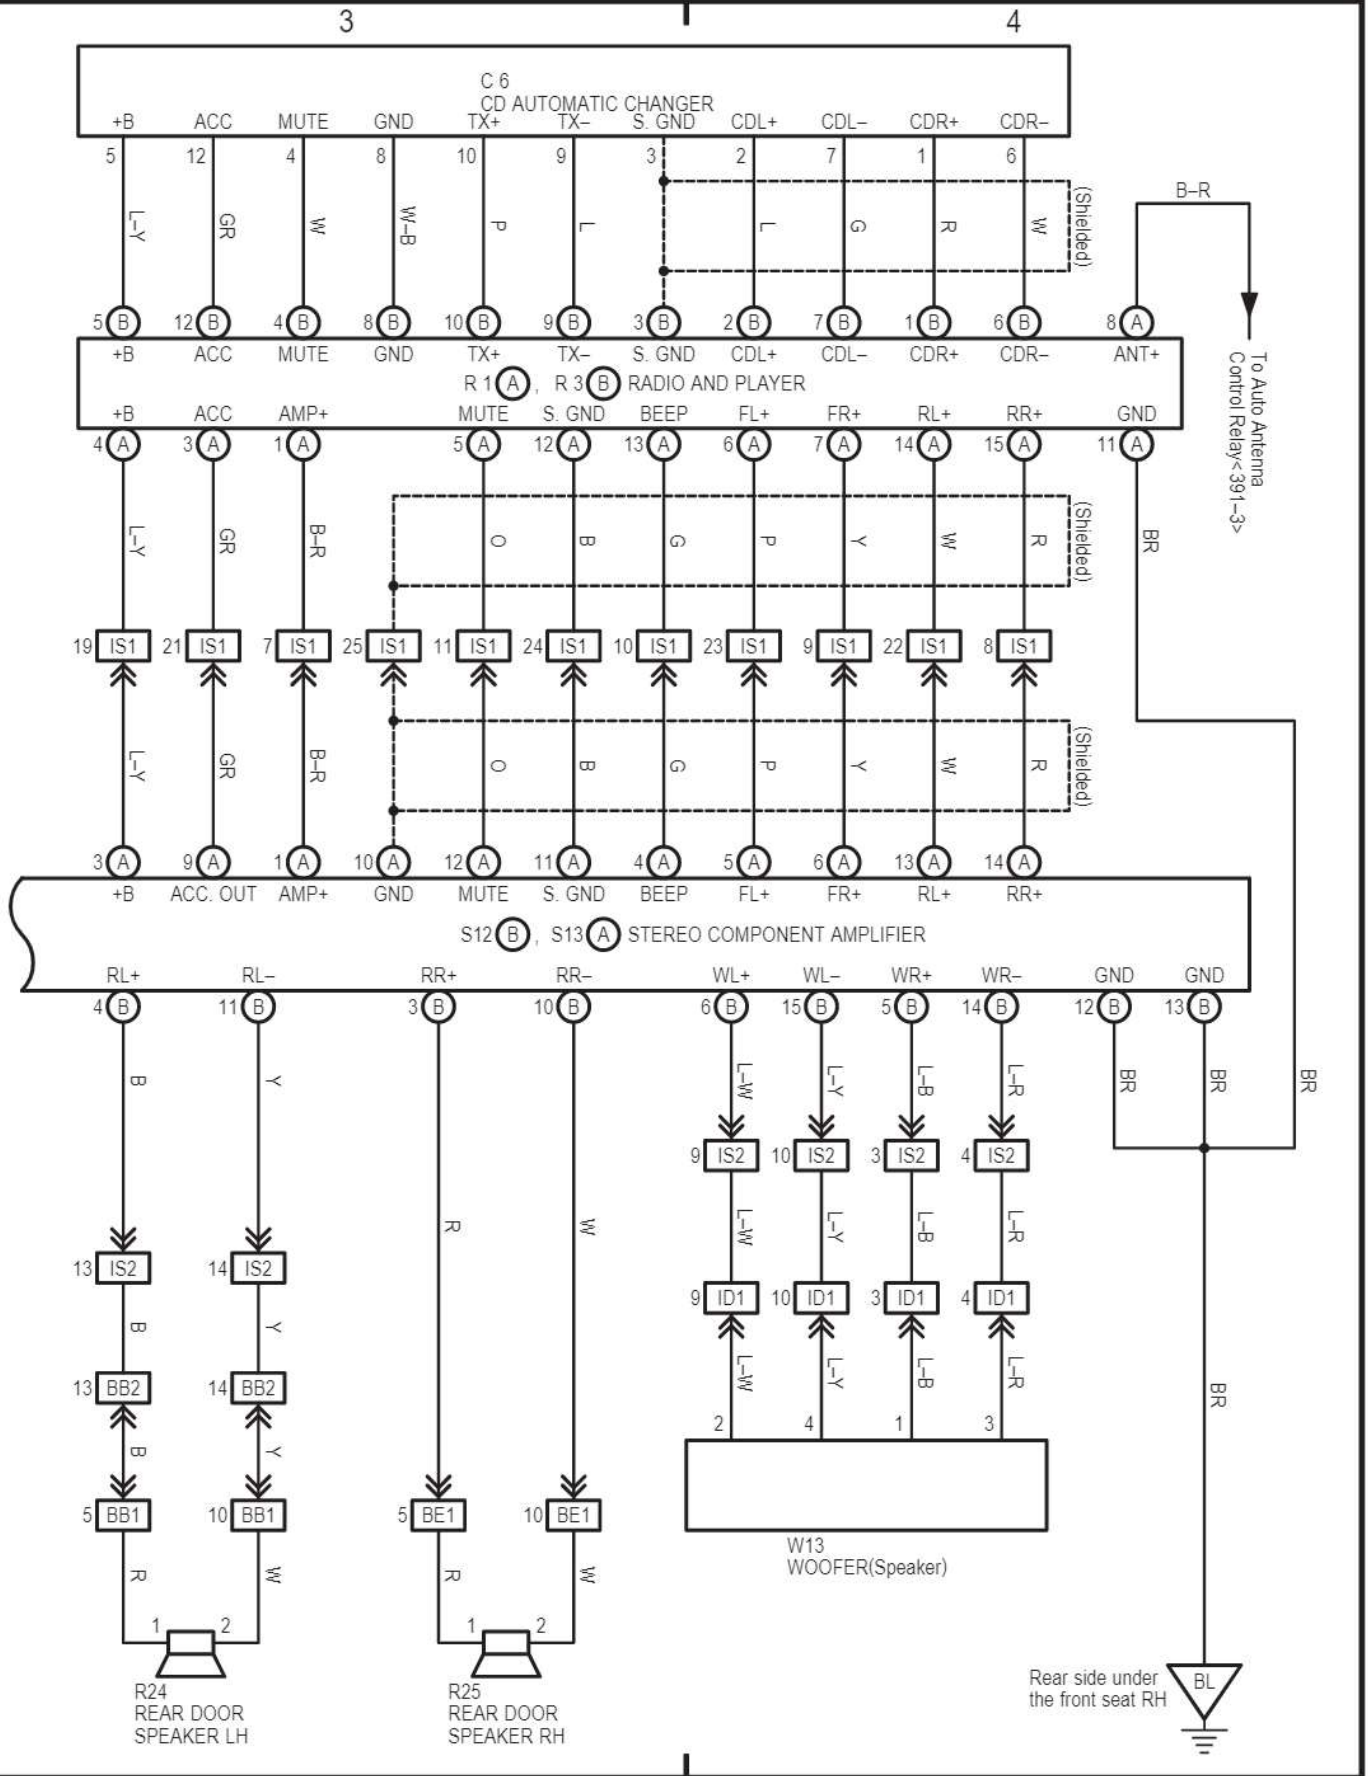 3 4
C 6
CD AUTOMATIC CHANGER
+B ACC MUTE GND TX+ TX– S. GND CDL+ CDL– CDR+ CDR–
5 12 4 8 10 9 3 2 7 1 6
B–R
L–Y GR W W–B P L L G R W (Shielded)
5 B 12 B 4 B 8 B 10 B 9 B 3 B 2 B 7 B 1 B 6 B 8 A
+B ACC MUTE GND TX+ TX– S. GND CDL+ CDL– CDR+ CDR– ANT+
To Auto Antenna
Control Relay<391–3>
R 1 A , R 3 B RADIO AND PLAYER
+B ACC AMP+ MUTE S. GND BEEP FL+ FR+ RL+ RR+ GND
4 A 3 A 1 A 5 A 12 A 13 A 6 A 7 A 14 A 15 A 11 A
L–Y GR B–R O B G P Y W R (Shielded) BR
19 IS1 21 IS1 7 IS1 25 IS1 11 IS1 24 IS1 10 IS1 23 IS1 9 IS1 22 IS1 8 IS1
L–Y GR B–R O B G P Y W R (Shielded)
3 A 9 A 1 A 10 A 12 A 11 A 4 A 5 A 6 A 13 A 14 A
+B ACC. OUT AMP+ GND MUTE S. GND BEEP FL+ FR+ RL+ RR+
S12 B , S13 A STEREO COMPONENT AMPLIFIER
RL+ RL– RR+ RR– WL+ WL– WR+ WR– GND GND
4 B 11 B 3 B 10 B 6 B 15 B 5 B 14 B 12 B 13 B
B Y L–W L–Y L–B L–R BR BR BR
9 IS2 10 IS2 3 IS2 4 IS2
R W L–W L–Y L–B L–R
13 IS2 14 IS2
9 ID1 10 ID1 3 ID1 4 ID1
B Y
L–W L–Y L–B L–R
13 BB2 14 BB2
BR
2 4 1 3
B Y
5 BB1 10 BB1 5 BE1 10 BE1
W13
WOOFER(Speaker)
R W R W
1 2 1 2
R24
REAR DOOR
SPEAKER LH
R25
REAR DOOR
SPEAKER RH
Rear side under
the front seat RH
BL